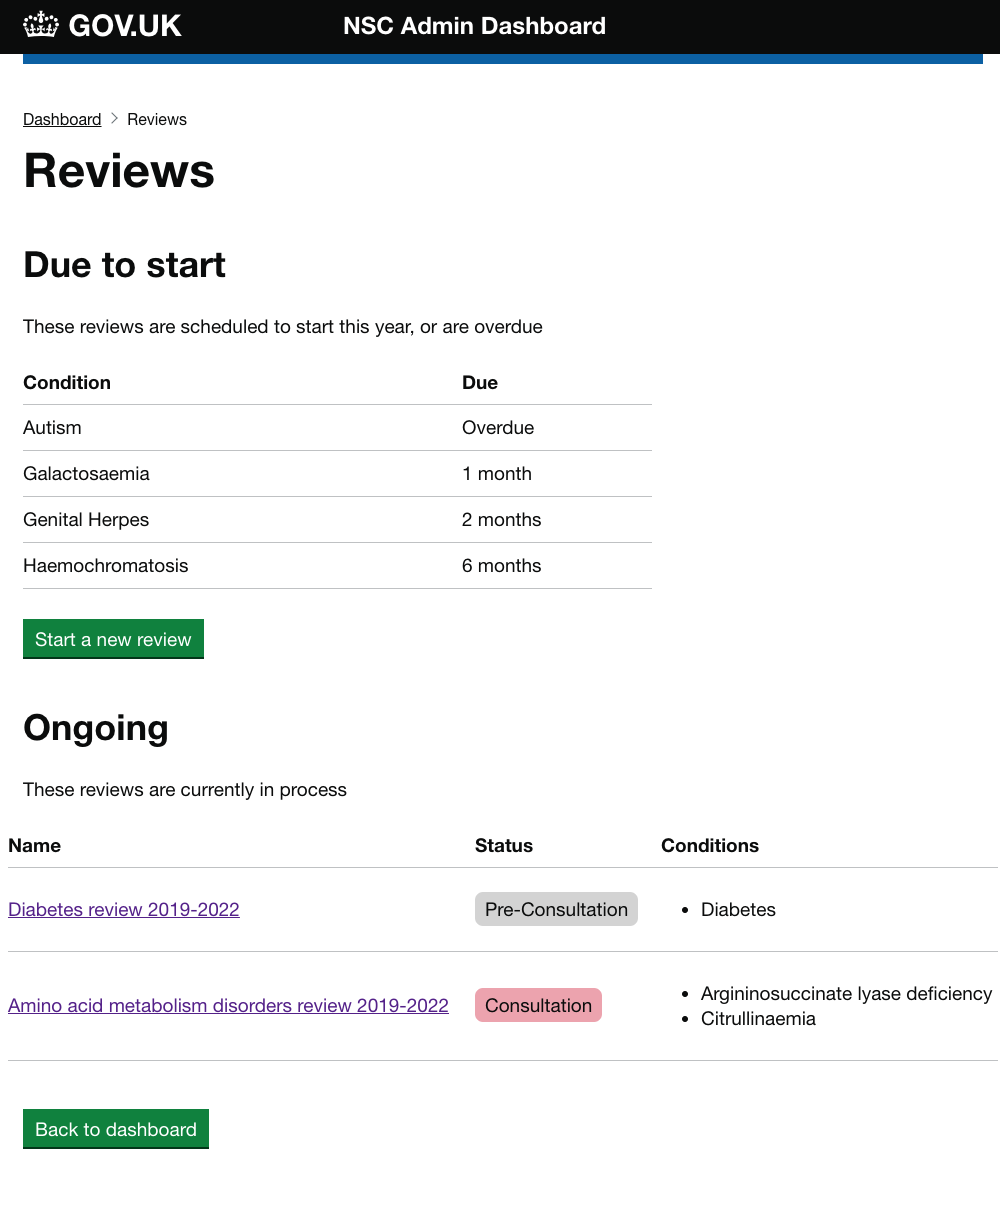 GOV.UK NSC Admin Dashboard
Dashboard > Reviews
Reviews
Due to start
These reviews are scheduled to start this year, or are overdue
Condition Due
Autism Overdue
Galactosaemia 1 month
Genital Herpes 2 months
Haemochromatosis 6 months
Start a new review
Ongoing
These reviews are currently in process
Name Status Conditions
Diabetes review 2019-2022 Pre-Consultation • Diabetes
Amino acid metabolism disorders review 2019-2022 Consultation • Argininosuccinate lyase deficiency
• Citrullinaemia
Back to dashboard